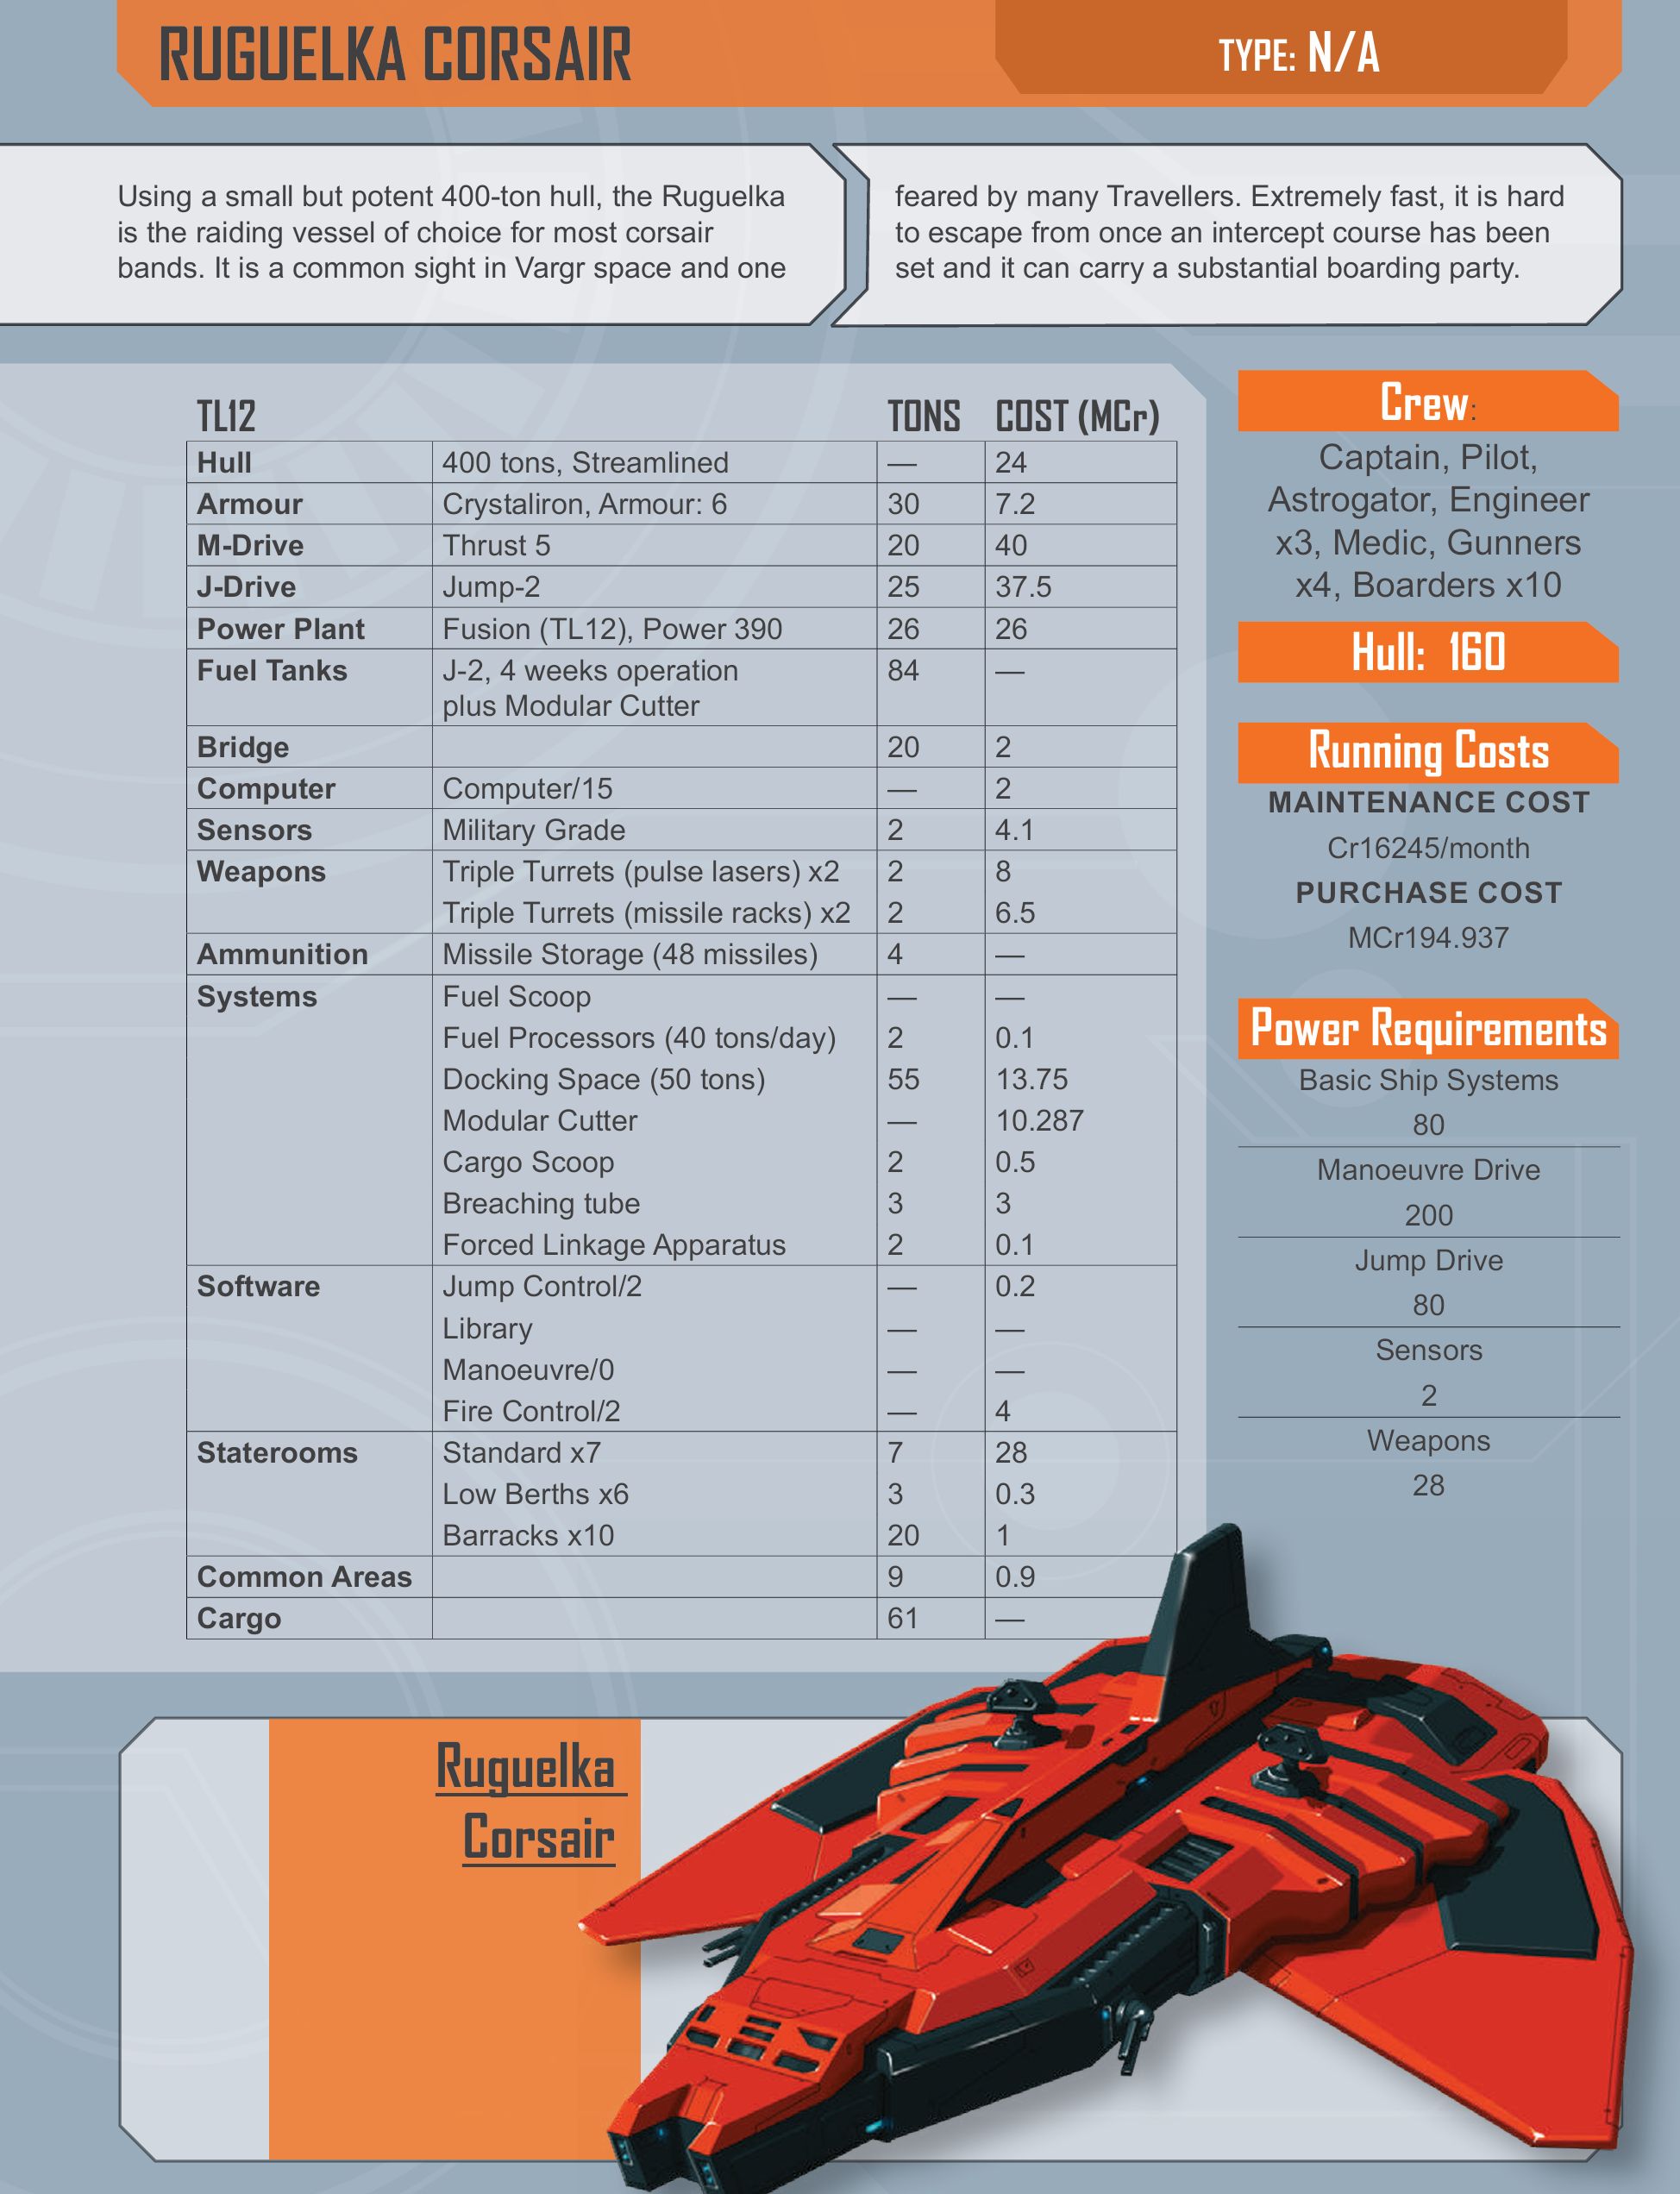 RUGUELKA CORSAIR
TYPE: N/A
Using a small but potent 400-ton hull, the Ruguelka
is the raiding vessel of choice for most corsair
bands. It is a common sight in Vargr space and one
feared by many Travellers. Extremely fast, it is hard
to escape from once an intercept course has been
set and it can carry a substantial boarding party.
TL12 TONS COST (MCr)
Hull 400 tons, Streamlined — 24
Armour Crystaliron, Armour: 6 30 7.2
M-Drive Thrust 5 20 40
J-Drive Jump-2 25 37.5
Power Plant Fusion (TL12), Power 390 26 26
Fuel Tanks J-2, 4 weeks operation 84 —
plus Modular Cutter
Bridge 20 2
Computer Computer/15 — 2
Sensors Military Grade 2 4.1
Weapons Triple Turrets (pulse lasers) x2 2 8
Triple Turrets (missile racks) x2 2 6.5
Ammunition Missile Storage (48 missiles) 4 —
Systems Fuel Scoop — —
Fuel Processors (40 tons/day) 2 0.1
Docking Space (50 tons) 55 13.75
Modular Cutter — 10.287
Cargo Scoop 2 0.5
Breaching tube 3 3
Forced Linkage Apparatus 2 0.1
Software Jump Control/2 — 0.2
Library — —
Manoeuvre/0 — —
Fire Control/2 — 4
Staterooms Standard x7 7 28
Low Berths x6 3 0.3
Barracks x10 20 1
Common Areas 9 0.9
Cargo 61 —
Crew:
Captain, Pilot,
Astrogator, Engineer
x3, Medic, Gunners
x4, Boarders x10
Hull: 160
Running Costs
MAINTENANCE COST
Cr16245/month
PURCHASE COST
MCr194.937
Power Requirements
Basic Ship Systems
80
Manoeuvre Drive
200
Jump Drive
80
Sensors
2
Weapons
28
Ruguelka
Corsair